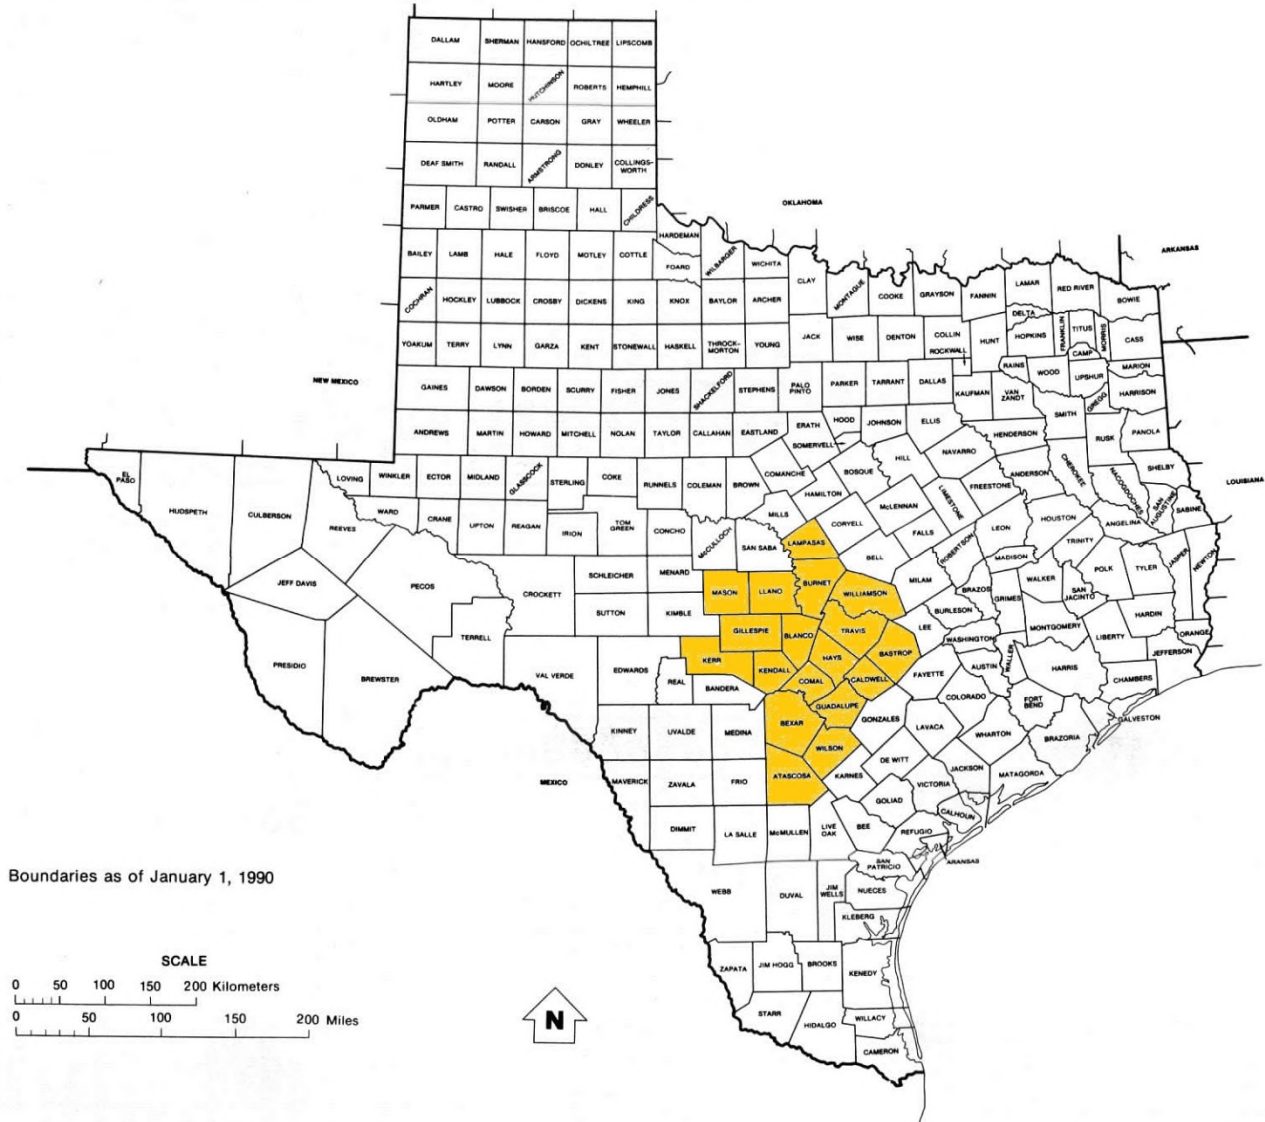 DALLAM SHERMAN HANSFORD OCHILTREE LIPSCOMB
HARTLEY MOORE HUTCHINSON ROBERTS HEMPHILL
OLDHAM POTTER CARSON GRAY WHEELER
DEAF SMITH RANDALL ARMSTRONG DONLEY COLLINGS-
WORTH
PARMER CASTRO SWISHER BRISCOE HALL CHILDRESS
OKLAHOMA
HARDEMAN
BAILEY LAMB HALE FLOYD MOTLEY COTTLE FOARD WILBARGER WICHITA
ARKANSAS
CLAY MONTAGUE COOKE GRAYSON FANNIN LAMAR RED RIVER BOWIE
COCHRAN HOCKLEY LUBBOCK CROSBY DICKENS KING KNOX BAYLOR ARCHER
DELTA
YOAKUM TERRY LYNN GARZA KENT STONEWALL HASKELL THROCK-
MORTON YOUNG JACK WISE DENTON COLLIN
ROCKWALL HUNT HOPKINS FRANKLIN TITUS MORRIS CASS
CAMP
NEW MEXICO
RAINS WOOD UPSHUR MARION
GAINES DAWSON BORDEN SCURRY FISHER JONES SHACKELFORD STEPHENS PALO
PINTO PARKER TARRANT DALLAS KAUFMAN VAN
ZANDT SMITH GREGG HARRISON
ANDREWS MARTIN HOWARD MITCHELL NOLAN TAYLOR CALLAHAN EASTLAND ERATH HOOD JOHNSON ELLIS
SOMERVELL
HENDERSON RUSK PANOLA
EL
PASO HUDSPETH CULBERSON REEVES LOVING WINKLER ECTOR MIDLAND GLASSCOCK STERLING COKE RUNNELS COLEMAN BROWN COMANCHE BOSQUE HILL NAVARRO
HAMILTON FREESTONE ANDERSON CHEROKEE NACOGDOCHES SHELBY
LOUISIANA
WARD CRANE UPTON REAGAN IRION TOM
GREEN CONCHO McCULLOCH SAN SABA MILLS CORYELL McLENNAN LIMESTONE
SAN
AUGUSTINE SABINE
LAMPASAS BELL FALLS ROBERTSON LEON HOUSTON ANGELINA
TRINITY
JEFF DAVIS PECOS CROCKETT SCHLEICHER MENARD
MASON LLANO BURNET WILLIAMSON MILAM BRAZOS MADISON WALKER SAN
JACINTO POLK TYLER JASPER NEWTON
GRIMES
SUTTON KIMBLE BURLESON MONTGOMERY HARDIN
TERRELL GILLESPIE BLANCO TRAVIS LEE WASHINGTON LIBERTY ORANGE
PRESIDIO BREWSTER VAL VERDE EDWARDS KERR KENDALL HAYS BASTROP
FAYETTE AUSTIN WALLER HARRIS JEFFERSON
REAL BANDERA COMAL CALDWELL CHAMBERS
COLORADO FORT
BEND
GUADALUPE GONZALES GALVESTON
KINNEY UVALDE MEDINA BEXAR LAVACA WHARTON BRAZORIA
WILSON
MEXICO MAVERICK ZAVALA FRIO ATASCOSA KARNES DE WITT JACKSON MATAGORDA
VICTORIA
GOLIAD
CALHOUN
DIMMIT LA SALLE McMULLEN LIVE
OAK BEE REFUGIO
SAN
PATRICIO ARANSAS
WEBB DUVAL JIM
WELLS NUECES
KLEBERG
ZAPATA JIM HOGG BROOKS KENEDY
STARR HIDALGO WILLACY
CAMERON
Boundaries as of January 1, 1990
SCALE
0 50 100 150 200 Kilometers
0 50 100 150 200 Miles
N